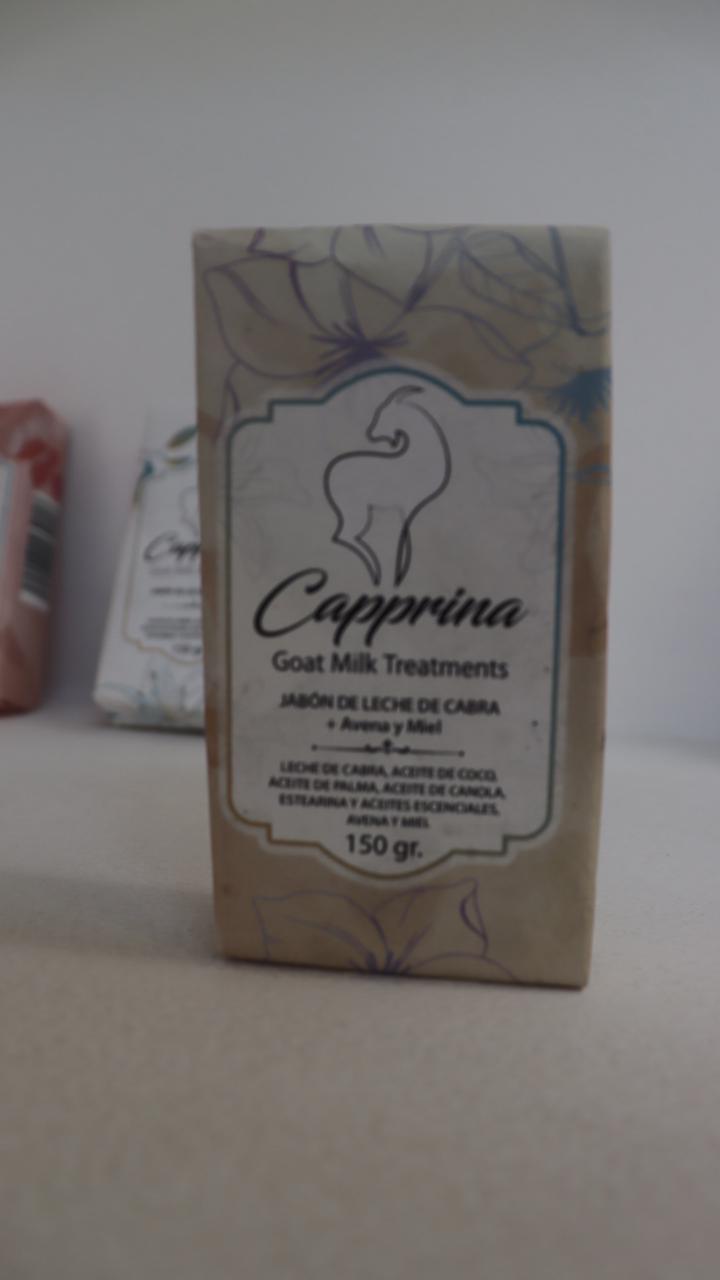 Capprina
Goat Milk Treatments
JABÓN DE LECHE DE CABRA
+ Avena y Miel
LECHE DE CABRA, ACEITE DE COCO,
ACEITE DE PALMA, ACEITE DE CANOLA,
ESTEARINA Y ACEITES ESCENCIALES,
AVENA Y MIEL
150 gr.
Capp